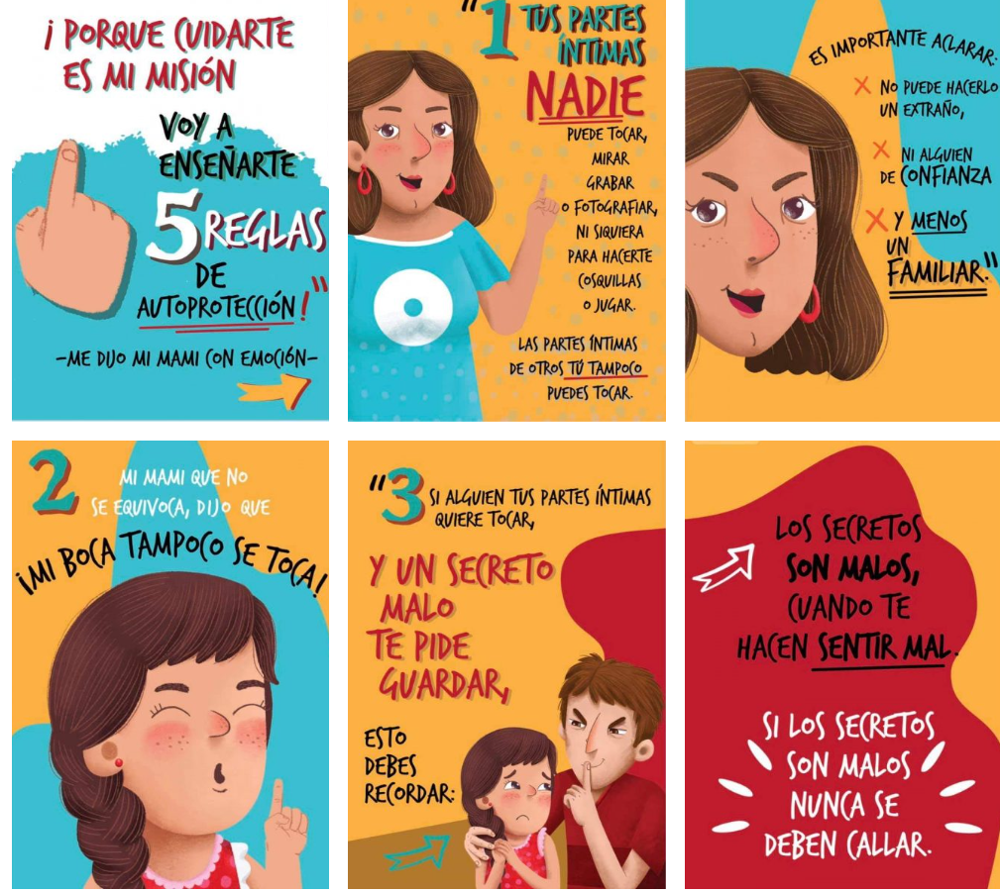 ¡ PORQUE CUIDARTE
ES MI MISIÓN
VOY A
ENSEÑARTE
5 REGLAS
DE
AUTOPROTECCIÓN!"
-ME DIJO MI MAMI CON EMOCIÓN-
"1 TUS PARTES
ÍNTIMAS
NADIE
PUEDE TOCAR,
MIRAR
GRABAR
O FOTOGRAFIAR,
NI SIQUIERA
PARA HACERTE
COSQUILLAS
O JUGAR.
LAS PARTES ÍNTIMAS
DE OTROS TÚ TAMPOCO
PUEDES TOCAR.
ES IMPORTANTE ACLARAR:
X NO PUEDE HACERLO
UN EXTRAÑO,
X NI ALGUIEN
DE CONFIANZA
X Y MENOS
UN
FAMILIAR."
2 MI MAMI QUE NO
SE EQUIVOCA, DIJO QUE
¡MI BOCA TAMPOCO SE TOCA!
"3 SI ALGUIEN TUS PARTES ÍNTIMAS
QUIERE TOCAR,
Y UN SECRETO
MALO
TE PIDE
GUARDAR,
ESTO
DEBES
RECORDAR:
LOS SECRETOS
SON MALOS,
CUANDO TE
HACEN SENTIR MAL.
SI LOS SECRETOS
SON MALOS
NUNCA SE
DEBEN CALLAR.